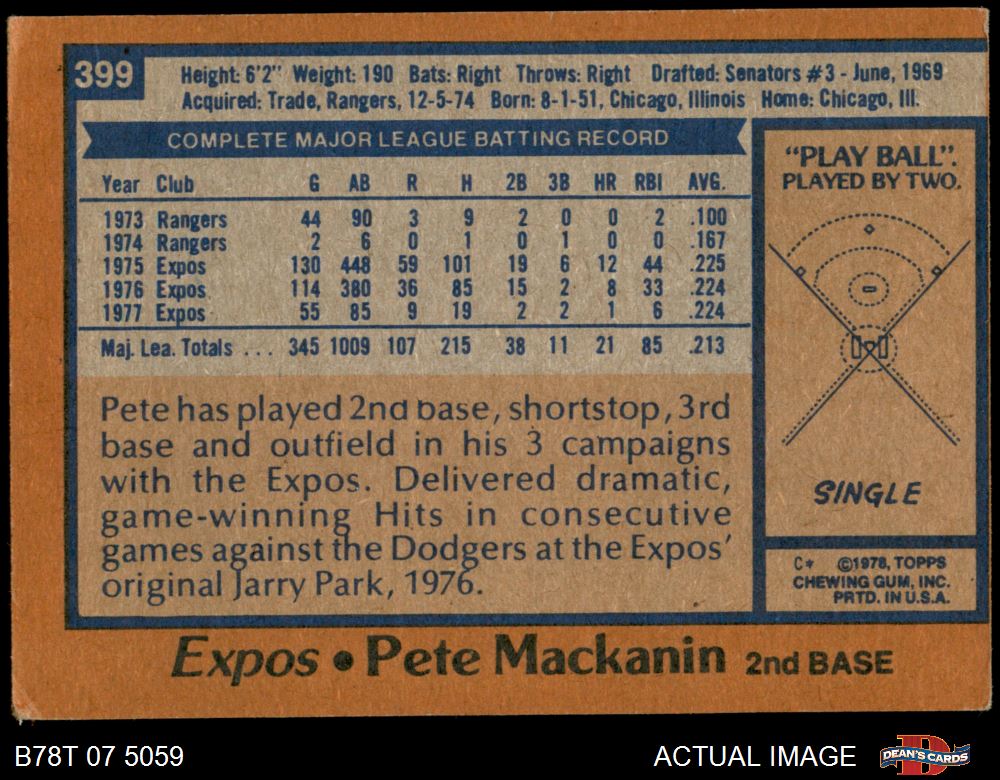 399
Height: 6'2" Weight: 190 Bats: Right Throws: Right Drafted: Senators #3 - June, 1969
Acquired: Trade, Rangers, 12-5-74 Born: 8-1-51, Chicago, Illinois Home: Chicago, Ill.
COMPLETE MAJOR LEAGUE BATTING RECORD
Year Club G AB R H 2B 3B HR RBI AVG.
1973 Rangers 44 90 3 9 2 0 0 2 .100
1974 Rangers 2 6 0 1 0 1 0 0 .167
1975 Expos 130 448 59 101 19 6 12 44 .225
1976 Expos 114 380 36 85 15 2 8 33 .224
1977 Expos 55 85 9 19 2 2 1 6 .224
Maj. Lea. Totals ... 345 1009 107 215 38 11 21 85 .213
Pete has played 2nd base, shortstop, 3rd
base and outfield in his 3 campaigns
with the Expos. Delivered dramatic,
game-winning Hits in consecutive
games against the Dodgers at the Expos'
original Jarry Park, 1976.
"PLAY BALL".
PLAYED BY TWO.
SINGLE
C* ©1978, TOPPS
CHEWING GUM, INC.
PRTD. IN U.S.A.
Expos • Pete Mackanin 2nd BASE
B78T 07 5059
ACTUAL IMAGE
DEAN'S CARDS